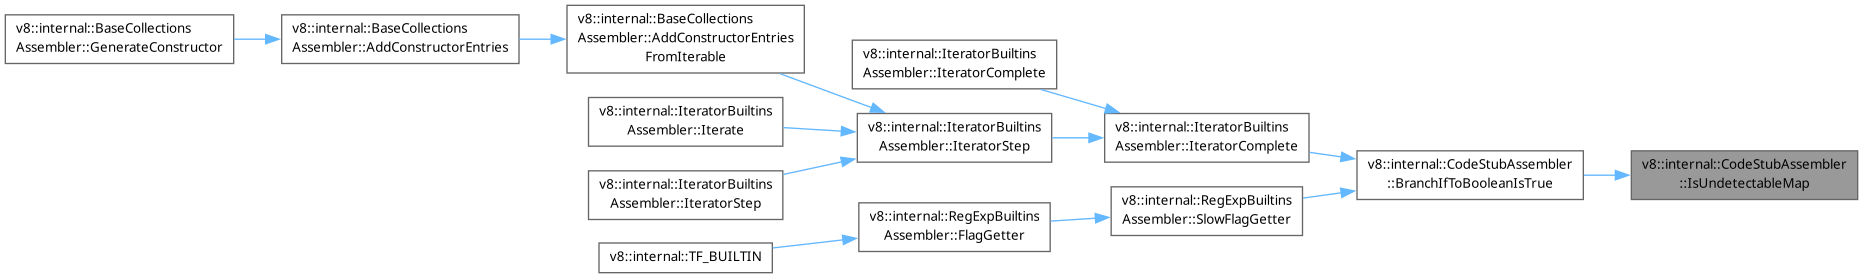 v8::internal::BaseCollections
Assembler::GenerateConstructor
v8::internal::BaseCollections
Assembler::AddConstructorEntries
v8::internal::BaseCollections
Assembler::AddConstructorEntries
FromIterable
v8::internal::IteratorBuiltins
Assembler::Iterate
v8::internal::IteratorBuiltins
Assembler::IteratorStep
v8::internal::TF_BUILTIN
v8::internal::IteratorBuiltins
Assembler::IteratorComplete
v8::internal::IteratorBuiltins
Assembler::IteratorStep
v8::internal::RegExpBuiltins
Assembler::FlagGetter
v8::internal::IteratorBuiltins
Assembler::IteratorComplete
v8::internal::RegExpBuiltins
Assembler::SlowFlagGetter
v8::internal::CodeStubAssembler
::BranchIfToBooleanIsTrue
v8::internal::CodeStubAssembler
::IsUndetectableMap